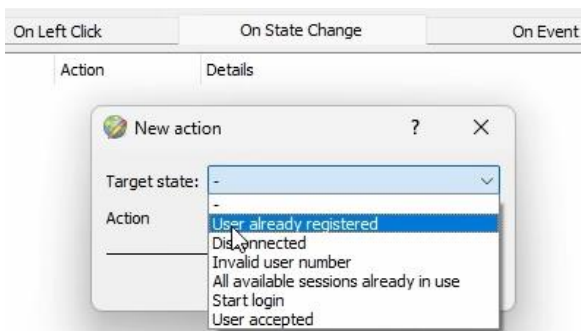 On Left Click On State Change On Event
Action Details
New action ? ×
Target state: -
-
Action User already registered
Disconnected
Invalid user number
All available sessions already in use
Start login
User accepted